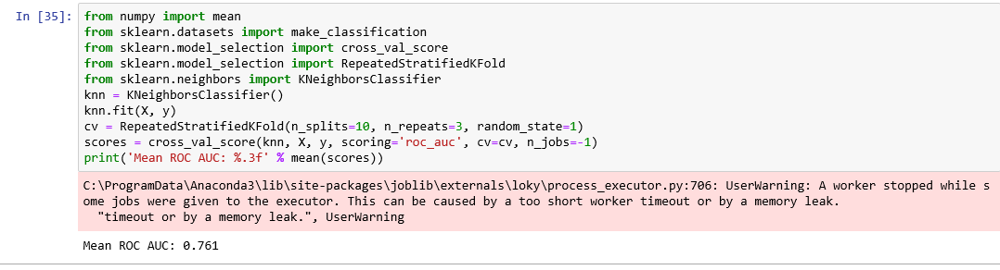 In [35]: from numpy import mean
from sklearn.datasets import make_classification
from sklearn.model_selection import cross_val_score
from sklearn.model_selection import RepeatedStratifiedKFold
from sklearn.neighbors import KNeighborsClassifier
knn = KNeighborsClassifier()
knn.fit(X, y)
cv = RepeatedStratifiedKFold(n_splits=10, n_repeats=3, random_state=1)
scores = cross_val_score(knn, X, y, scoring='roc_auc', cv=cv, n_jobs=-1)
print('Mean ROC AUC: %.3f' % mean(scores))
C:\ProgramData\Anaconda3\lib\site-packages\joblib\externals\loky\process_executor.py:706: UserWarning: A worker stopped while s
ome jobs were given to the executor. This can be caused by a too short worker timeout or by a memory leak.
  "timeout or by a memory leak.", UserWarning
Mean ROC AUC: 0.761